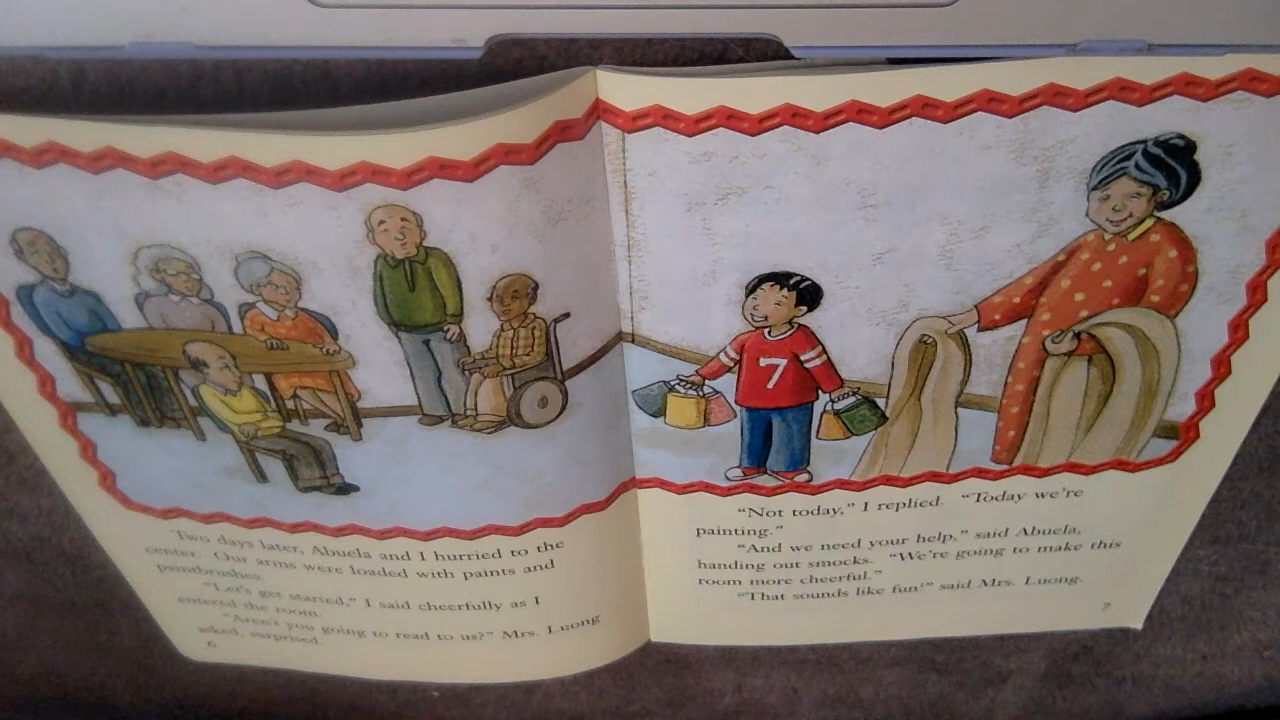 Two days later, Abuela and I hurried to the
center. Our arms were loaded with paints and
paintbrushes.
"Let's get started," I said cheerfully as I
entered the room.
"Aren't you going to read to us?" Mrs. Luong
asked, surprised.
6
7
"Not today," I replied. "Today we're
painting."
"And we need your help," said Abuela,
handing out smocks. "We're going to make this
room more cheerful."
"That sounds like fun!" said Mrs. Luong.
7